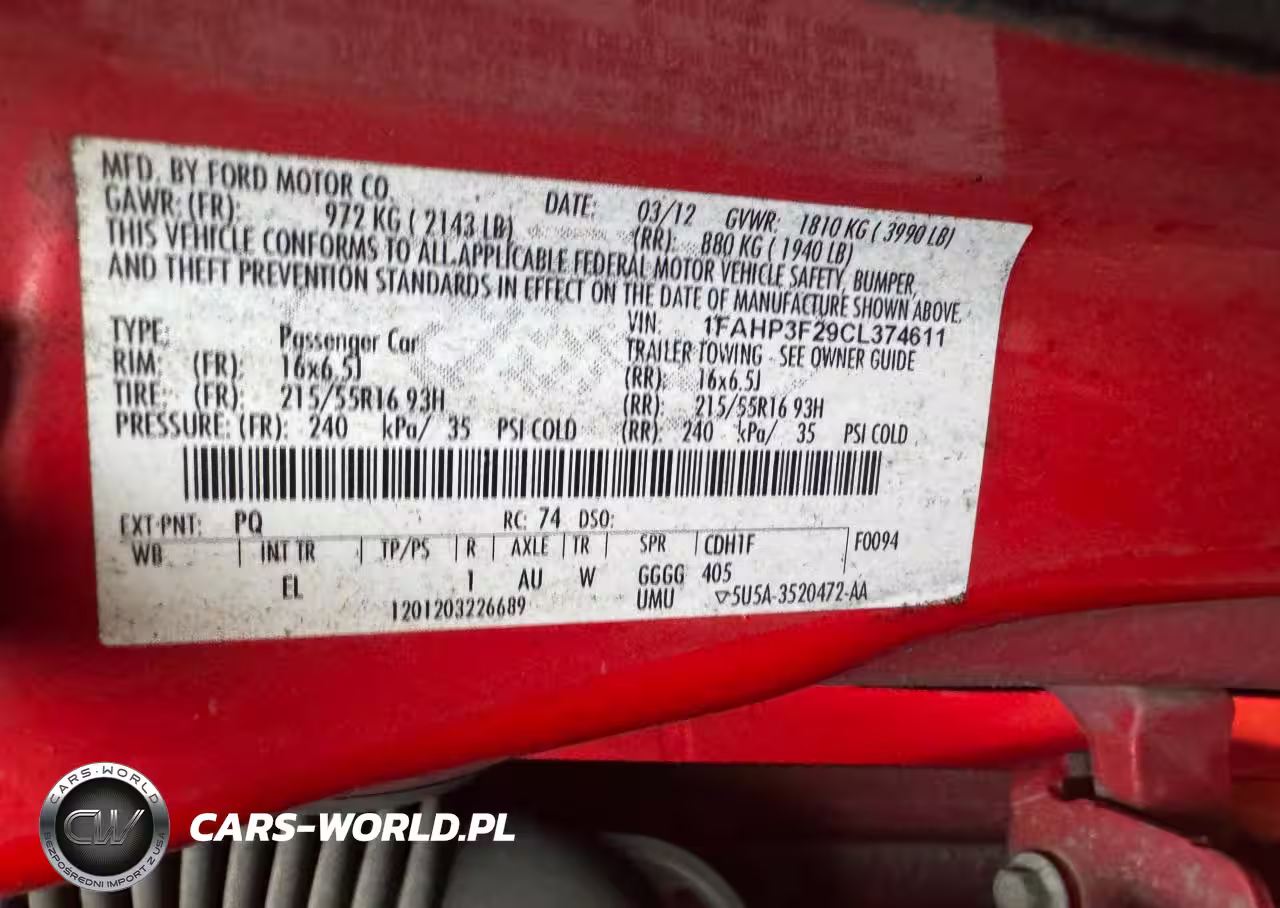 MFD. BY FORD MOTOR CO.
DATE: 03/12 GVWR: 1810 KG ( 3990 LB)
GAWR: (FR): 972 KG ( 2143 LB) (RR): 880 KG ( 1940 LB)
THIS VEHICLE CONFORMS TO ALL APPLICABLE FEDERAL MOTOR VEHICLE SAFETY, BUMPER,
AND THEFT PREVENTION STANDARDS IN EFFECT ON THE DATE OF MANUFACTURE SHOWN ABOVE.
VIN: 1FAHP3F29CL374611
TYPE: Passenger Car TRAILER TOWING - SEE OWNER GUIDE
RIM: (FR): 16x6.5J (RR): 16x6.5J
TIRE: (FR): 215/55R16 93H (RR): 215/55R16 93H
PRESSURE: (FR): 240 kPa/ 35 PSI COLD (RR): 240 kPa/ 35 PSI COLD
EXT PNT: PQ RC: 74 DSO:
WB INT TR TP/PS R AXLE TR SPR CDH1F F0094
EL 1 AU W GGGG 405
1201203226689 UMU ▽5U5A-3520472-AA
CARS-WORLD
CW
BEZPOŚREDNI IMPORT Z USA
CARS-WORLD.PL